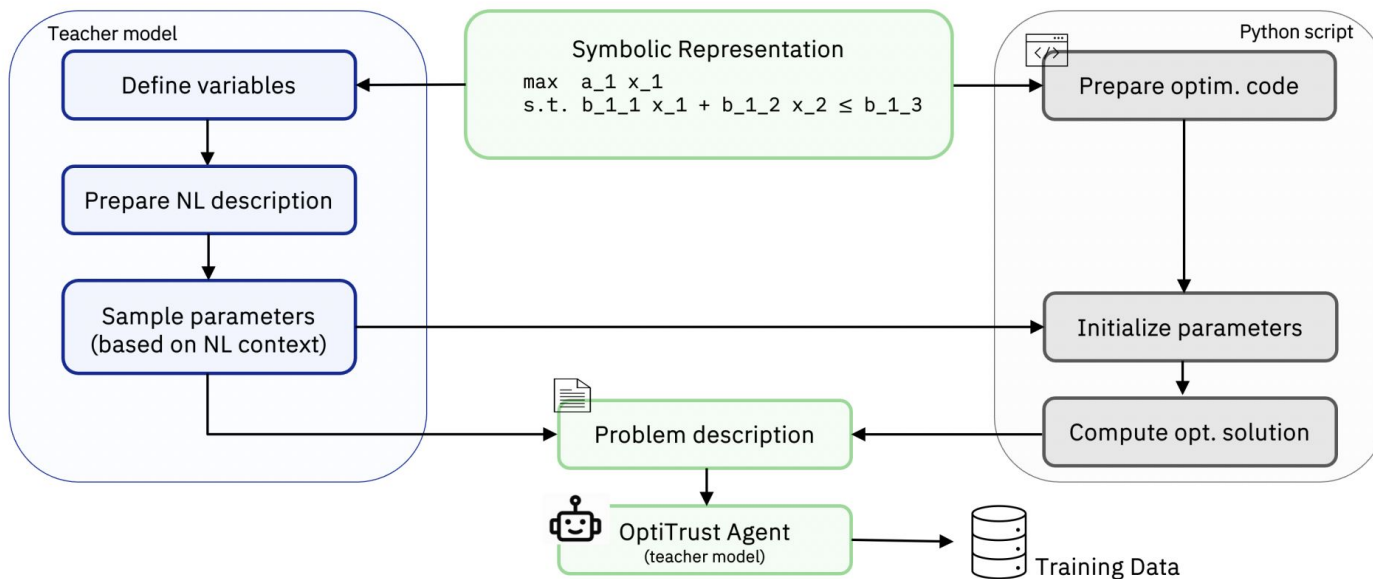 Teacher model
Define variables
Prepare NL description
Sample parameters
(based on NL context)
Symbolic Representation
max a_1 x_1
s.t. b_1_1 x_1 + b_1_2 x_2 ≤ b_1_3
Python script
</>
Prepare optim. code
Initialize parameters
Compute opt. solution
Problem description
OptiTrust Agent
(teacher model)
Training Data